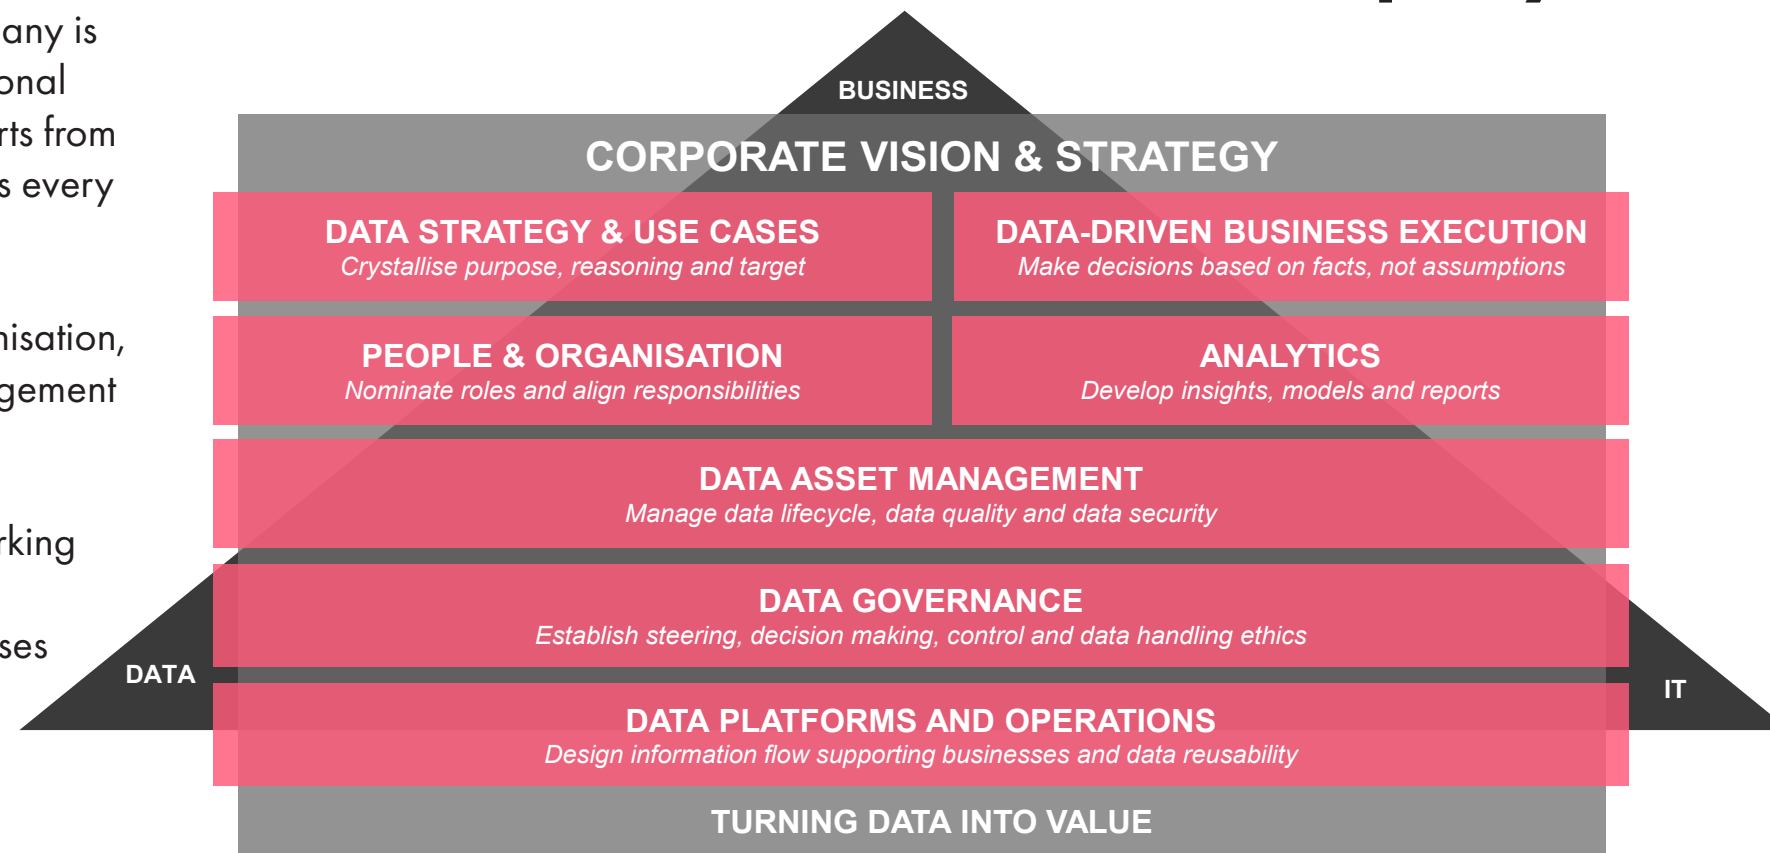 any is
onal
rts from
s every
nisation,
gement
rking
ses
BUSINESS
CORPORATE VISION & STRATEGY
DATA STRATEGY & USE CASES
Crystallise purpose, reasoning and target
DATA-DRIVEN BUSINESS EXECUTION
Make decisions based on facts, not assumptions
PEOPLE & ORGANISATION
Nominate roles and align responsibilities
ANALYTICS
Develop insights, models and reports
DATA ASSET MANAGEMENT
Manage data lifecycle, data quality and data security
DATA GOVERNANCE
Establish steering, decision making, control and data handling ethics
DATA
IT
DATA PLATFORMS AND OPERATIONS
Design information flow supporting businesses and data reusability
TURNING DATA INTO VALUE